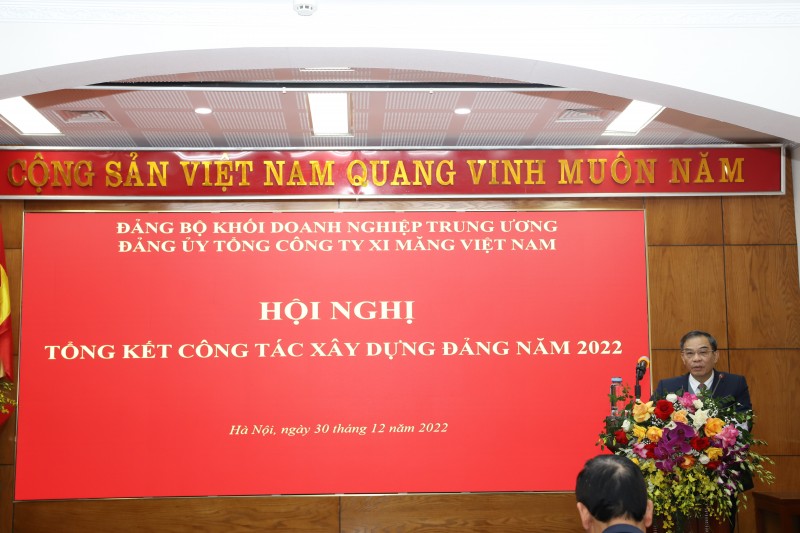 CỘNG SẢN VIỆT NAM QUANG VINH MUÔN NĂM
ĐẢNG BỘ KHỐI DOANH NGHIỆP TRUNG ƯƠNG
ĐẢNG ỦY TỔNG CÔNG TY XI MĂNG VIỆT NAM
HỘI NGHỊ
TỔNG KẾT CÔNG TÁC XÂY DỰNG ĐẢNG NĂM 2022
Hà Nội, ngày 30 tháng 12 năm 2022